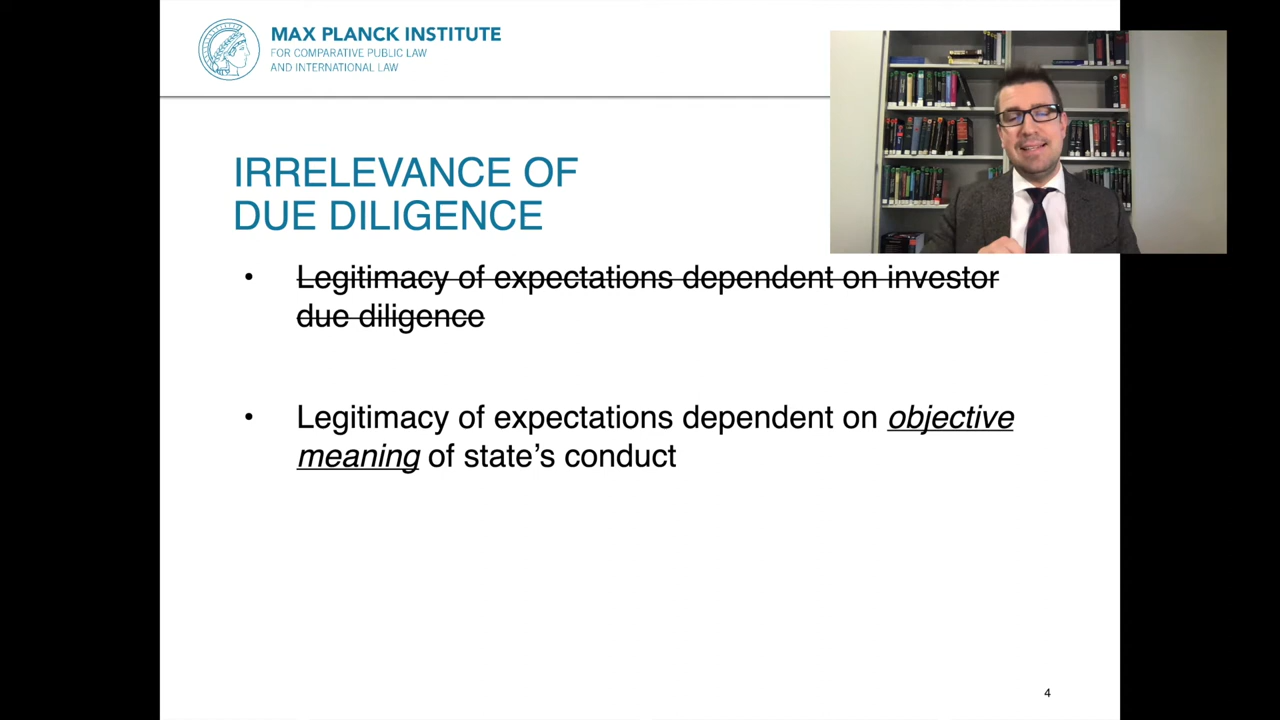 MAX PLANCK INSTITUTE
FOR COMPARATIVE PUBLIC LAW
AND INTERNATIONAL LAW
IRRELEVANCE OF
DUE DILIGENCE
• Legitimacy of expectations dependent on investor
due diligence
• Legitimacy of expectations dependent on objective
meaning of state’s conduct
4